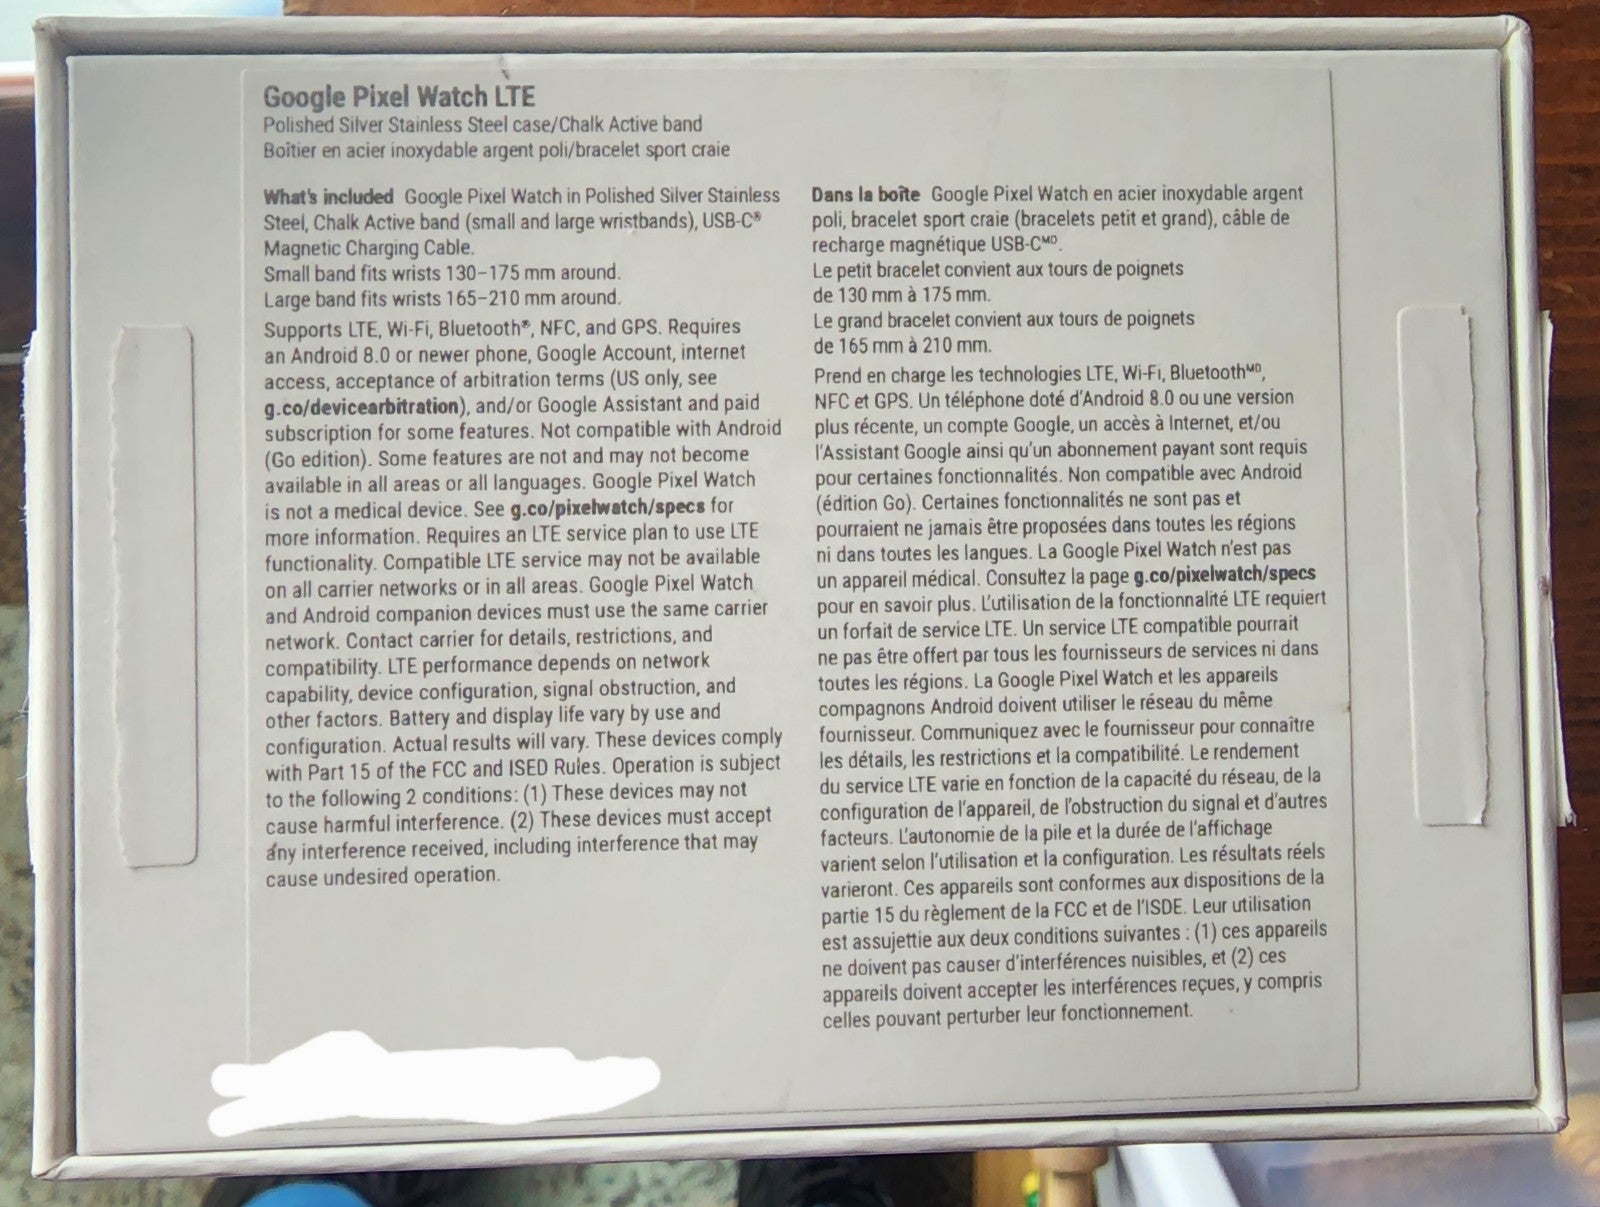 Google Pixel Watch LTE
Polished Silver Stainless Steel case/Chalk Active band
Boîtier en acier inoxydable argent poli/bracelet sport craie
What's included Google Pixel Watch in Polished Silver Stainless
Steel, Chalk Active band (small and large wristbands), USB-C®
Magnetic Charging Cable.
Small band fits wrists 130–175 mm around.
Large band fits wrists 165–210 mm around.
Supports LTE, Wi-Fi, Bluetooth®, NFC, and GPS. Requires
an Android 8.0 or newer phone, Google Account, internet
access, acceptance of arbitration terms (US only, see
g.co/devicearbitration), and/or Google Assistant and paid
subscription for some features. Not compatible with Android
(Go edition). Some features are not and may not become
available in all areas or all languages. Google Pixel Watch
is not a medical device. See g.co/pixelwatch/specs for
more information. Requires an LTE service plan to use LTE
functionality. Compatible LTE service may not be available
on all carrier networks or in all areas. Google Pixel Watch
and Android companion devices must use the same carrier
network. Contact carrier for details, restrictions, and
compatibility. LTE performance depends on network
capability, device configuration, signal obstruction, and
other factors. Battery and display life vary by use and
configuration. Actual results will vary. These devices comply
with Part 15 of the FCC and ISED Rules. Operation is subject
to the following 2 conditions: (1) These devices may not
cause harmful interference. (2) These devices must accept
any interference received, including interference that may
cause undesired operation.
Dans la boîte Google Pixel Watch en acier inoxydable argent
poli, bracelet sport craie (bracelets petit et grand), câble de
recharge magnétique USB-Cᴹᴰ.
Le petit bracelet convient aux tours de poignets
de 130 mm à 175 mm.
Le grand bracelet convient aux tours de poignets
de 165 mm à 210 mm.
Prend en charge les technologies LTE, Wi-Fi, Bluetoothᴹᴰ,
NFC et GPS. Un téléphone doté d'Android 8.0 ou une version
plus récente, un compte Google, un accès à Internet, et/ou
l'Assistant Google ainsi qu'un abonnement payant sont requis
pour certaines fonctionnalités. Non compatible avec Android
(édition Go). Certaines fonctionnalités ne sont pas et
pourraient ne jamais être proposées dans toutes les régions
ni dans toutes les langues. La Google Pixel Watch n'est pas
un appareil médical. Consultez la page g.co/pixelwatch/specs
pour en savoir plus. L'utilisation de la fonctionnalité LTE requiert
un forfait de service LTE. Un service LTE compatible pourrait
ne pas être offert par tous les fournisseurs de services ni dans
toutes les régions. La Google Pixel Watch et les appareils
compagnons Android doivent utiliser le réseau du même
fournisseur. Communiquez avec le fournisseur pour connaître
les détails, les restrictions et la compatibilité. Le rendement
du service LTE varie en fonction de la capacité du réseau, de la
configuration de l'appareil, de l'obstruction du signal et d'autres
facteurs. L'autonomie de la pile et la durée de l'affichage
varient selon l'utilisation et la configuration. Les résultats réels
varieront. Ces appareils sont conformes aux dispositions de la
partie 15 du règlement de la FCC et de l'ISDE. Leur utilisation
est assujettie aux deux conditions suivantes : (1) ces appareils
ne doivent pas causer d'interférences nuisibles, et (2) ces
appareils doivent accepter les interférences reçues, y compris
celles pouvant perturber leur fonctionnement.